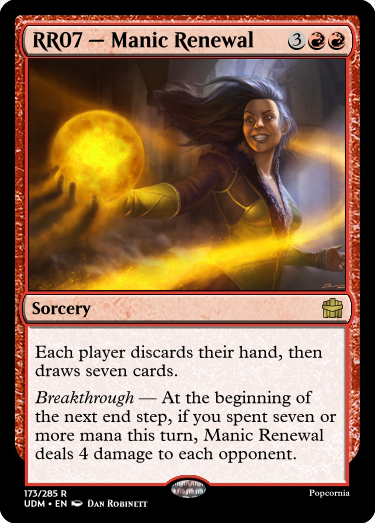 RR07 — Manic Renewal 3
Sorcery
Each player discards their hand, then
draws seven cards.
Breakthrough — At the beginning of
the next end step, if you spent seven or
more mana this turn, Manic Renewal
deals 4 damage to each opponent.
173/285 R
Popcornia
UDM • EN DAN ROBINETT